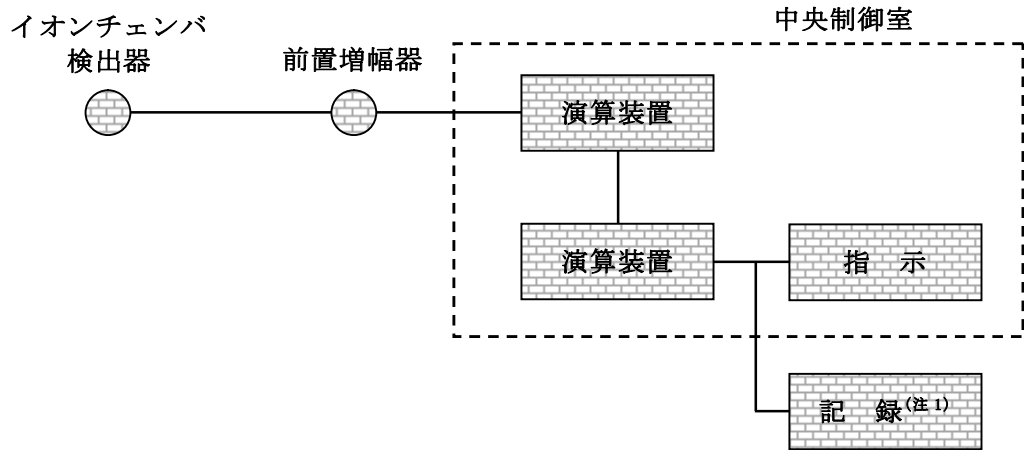 中央制御室
イオンチェンバ
検出器
前置増幅器
演算装置
演算装置
指 示
記 録(注1)